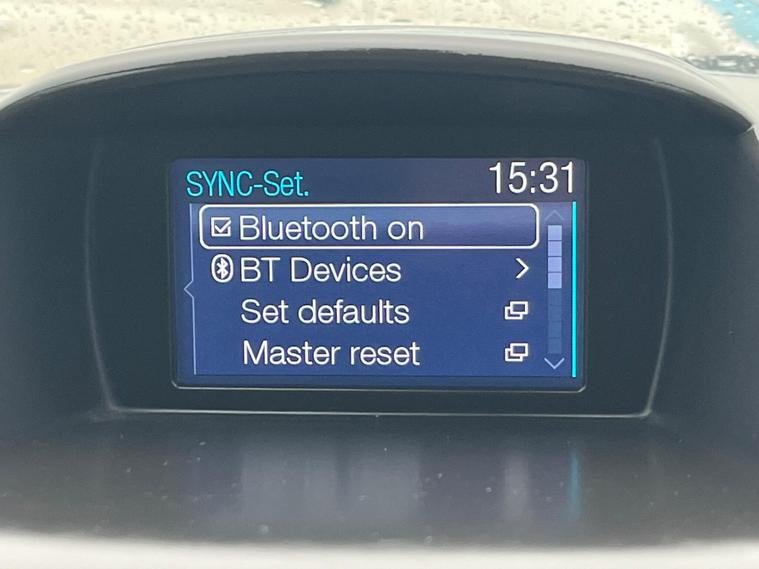 SYNC-Set.
15:31
Bluetooth on
BT Devices
Set defaults
Master reset